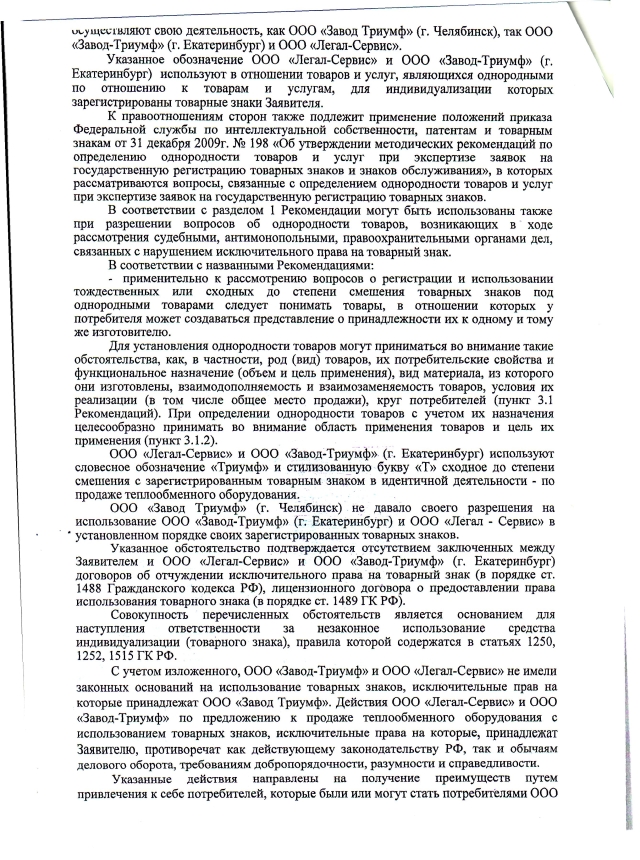 осуществляют свою деятельность, как ООО «Завод Триумф» (г. Челябинск), так ООО
«Завод-Триумф» (г. Екатеринбург) и ООО «Легал-Сервис».
Указанное обозначение ООО «Легал-Сервис» и ООО «Завод-Триумф» (г.
Екатеринбург) используют в отношении товаров и услуг, являющихся однородными
по отношению к товарам и услугам, для индивидуализации которых
зарегистрированы товарные знаки Заявителя.
К правоотношениям сторон также подлежит применение положений приказа
Федеральной службы по интеллектуальной собственности, патентам и товарным
знакам от 31 декабря 2009г. № 198 «Об утверждении методических рекомендаций по
определению однородности товаров и услуг при экспертизе заявок на
государственную регистрацию товарных знаков и знаков обслуживания», в которых
рассматриваются вопросы, связанные с определением однородности товаров и услуг
при экспертизе заявок на государственную регистрацию товарных знаков.
В соответствии с разделом 1 Рекомендации могут быть использованы также
при разрешении вопросов об однородности товаров, возникающих в ходе
рассмотрения судебными, антимонопольными, правоохранительными органами дел,
связанных с нарушением исключительного права на товарный знак.
В соответствии с названными Рекомендациями:
- применительно к рассмотрению вопросов о регистрации и использовании
тождественных или сходных до степени смешения товарных знаков под
однородными товарами следует понимать товары, в отношении которых у
потребителя может создаваться представление о принадлежности их к одному и тому
же изготовителю.
Для установления однородности товаров могут приниматься во внимание такие
обстоятельства, как, в частности, род (вид) товаров, их потребительские свойства и
функциональное назначение (объем и цель применения), вид материала, из которого
они изготовлены, взаимодополняемость и взаимозаменяемость товаров, условия их
реализации (в том числе общее место продажи), круг потребителей (пункт 3.1
Рекомендаций). При определении однородности товаров с учетом их назначения
целесообразно принимать во внимание область применения товаров и цель их
применения (пункт 3.1.2).
ООО «Легал-Сервис» и ООО «Завод-Триумф» (г. Екатеринбург) используют
словесное обозначение «Триумф» и стилизованную букву «Т» сходное до степени
смешения с зарегистрированным товарным знаком в идентичной деятельности - по
продаже теплообменного оборудования.
ООО «Завод Триумф» (г. Челябинск) не давало своего разрешения на
использование ООО «Завод-Триумф» (г. Екатеринбург) и ООО «Легал - Сервис» в
установленном порядке своих зарегистрированных товарных знаков.
Указанное обстоятельство подтверждается отсутствием заключенных между
Заявителем и ООО «Легал-Сервис» и ООО «Завод-Триумф» (г. Екатеринбург)
договоров об отчуждении исключительного права на товарный знак (в порядке ст.
1488 Гражданского кодекса РФ), лицензионного договора о предоставлении права
использования товарного знака (в порядке ст. 1489 ГК РФ).
Совокупность перечисленных обстоятельств является основанием для
наступления ответственности за незаконное использование средства
индивидуализации (товарного знака), правила которой содержатся в статьях 1250,
1252, 1515 ГК РФ.
С учетом изложенного, ООО «Завод-Триумф» и ООО «Легал-Сервис» не имели
законных оснований на использование товарных знаков, исключительные прав на
которые принадлежат ООО «Завод Триумф». Действия ООО «Легал-Сервис» и ООО
«Завод-Триумф» по предложению к продаже теплообменного оборудования с
использованием товарных знаков, исключительные права на которые, принадлежат
Заявителю, противоречат как действующему законодательству РФ, так и обычаям
делового оборота, требованиям добропорядочности, разумности и справедливости.
Указанные действия направлены на получение преимуществ путем
привлечения к себе потребителей, которые были или могут стать потребителями ООО